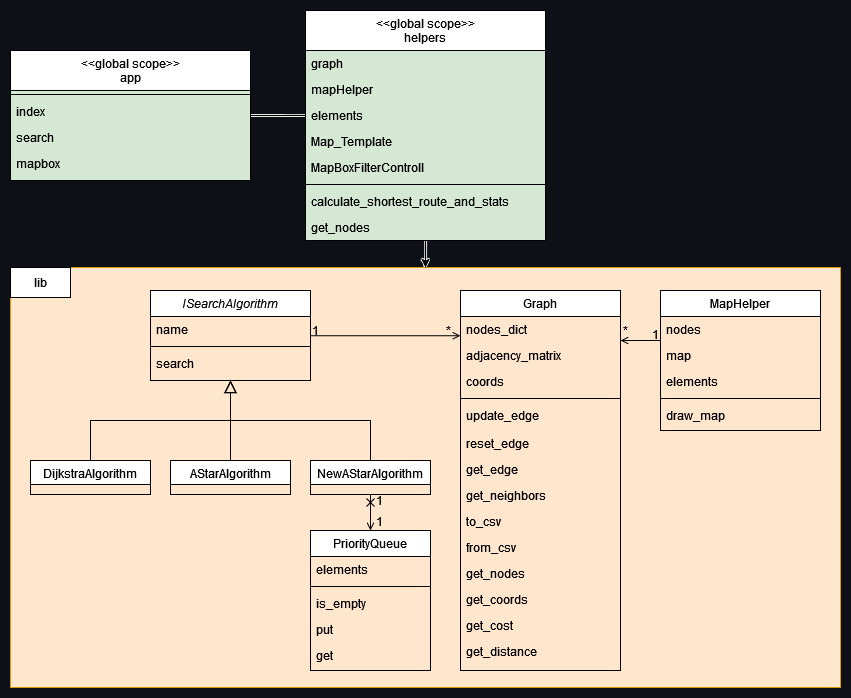 <<global scope>>
app
index
search
mapbox
<<global scope>>
helpers
graph
mapHelper
elements
Map_Template
MapBoxFilterControll
calculate_shortest_route_and_stats
get_nodes
lib
ISearchAlgorithm
name
search
1
*
Graph
nodes_dict
adjacency_matrix
coords
update_edge
reset_edge
get_edge
get_neighbors
to_csv
from_csv
get_nodes
get_coords
get_cost
get_distance
*
1
MapHelper
nodes
map
elements
draw_map
DijkstraAlgorithm
AStarAlgorithm
NewAStarAlgorithm
1
1
PriorityQueue
elements
is_empty
put
get